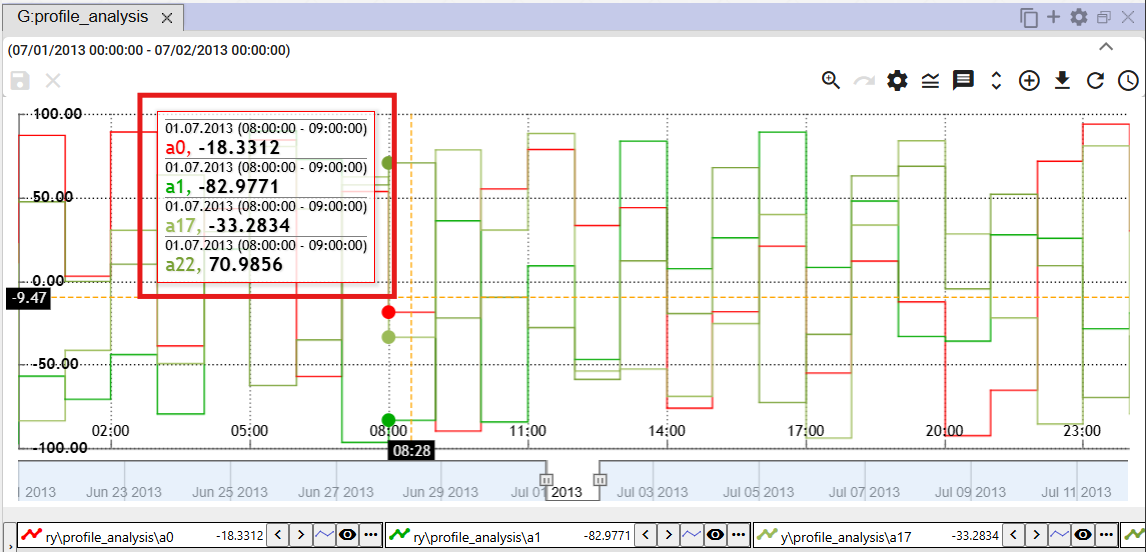 G:profile_analysis
(07/01/2013 00:00:00 - 07/02/2013 00:00:00)
100.00
50.00
0.00
-9.47
-50.00
-100.00
01.07.2013 (08:00:00 - 09:00:00)
a0, -18.3312
01.07.2013 (08:00:00 - 09:00:00)
a1, -82.9771
01.07.2013 (08:00:00 - 09:00:00)
a17, -33.2834
01.07.2013 (08:00:00 - 09:00:00)
a22, 70.9856
02:00 05:00 08:00 11:00 14:00 17:00 20:00 23:00
08:28
2013 Jun 23 2013 Jun 25 2013 Jun 27 2013 Jun 29 2013 Jul 01 2013 Jul 03 2013 Jul 05 2013 Jul 07 2013 Jul 09 2013 Jul 11 2013
ry\profile_analysis\a0 -18.3312 ry\profile_analysis\a1 -82.9771 y\profile_analysis\a17 -33.2834